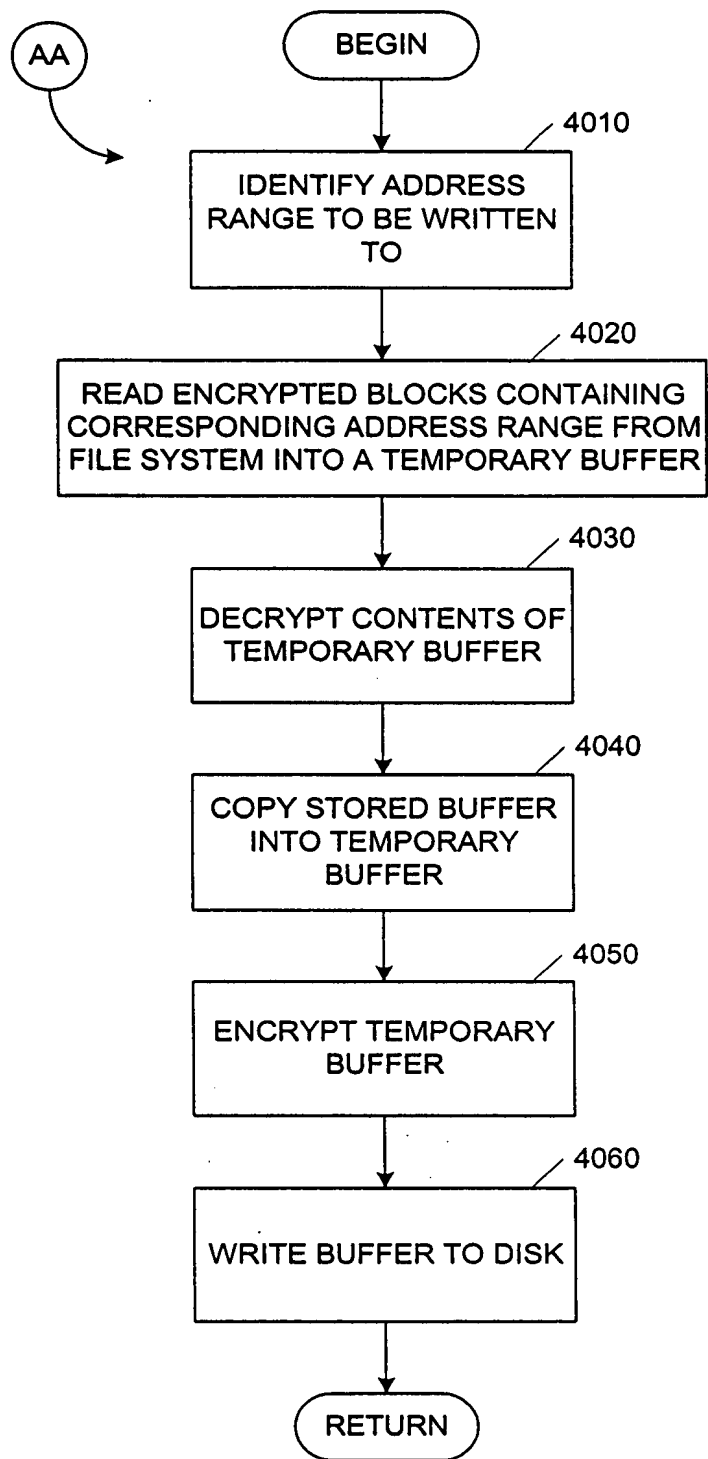 AA
BEGIN
4010
IDENTIFY ADDRESS
RANGE TO BE WRITTEN
TO
4020
READ ENCRYPTED BLOCKS CONTAINING
CORRESPONDING ADDRESS RANGE FROM
FILE SYSTEM INTO A TEMPORARY BUFFER
4030
DECRYPT CONTENTS OF
TEMPORARY BUFFER
4040
COPY STORED BUFFER
INTO TEMPORARY
BUFFER
4050
ENCRYPT TEMPORARY
BUFFER
4060
WRITE BUFFER TO DISK
RETURN